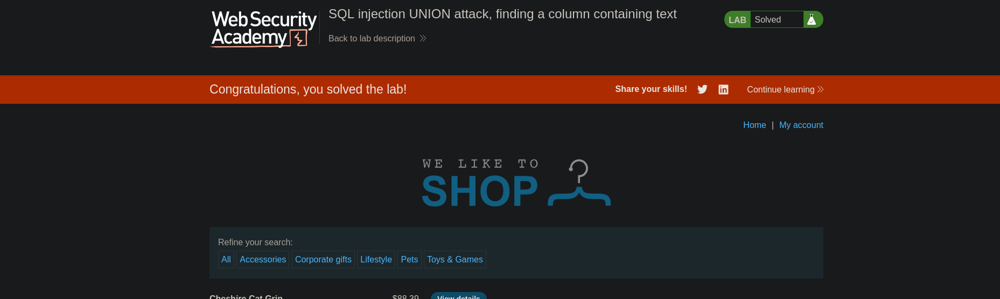 Web Security
Academy
SQL injection UNION attack, finding a column containing text
Back to lab description
LAB Solved
Congratulations, you solved the lab!
Share your skills!
Continue learning
Home | My account
WE LIKE TO
SHOP
Refine your search:
All Accessories Corporate gifts Lifestyle Pets Toys & Games
Cheshire Cat Grin $88.39 View details